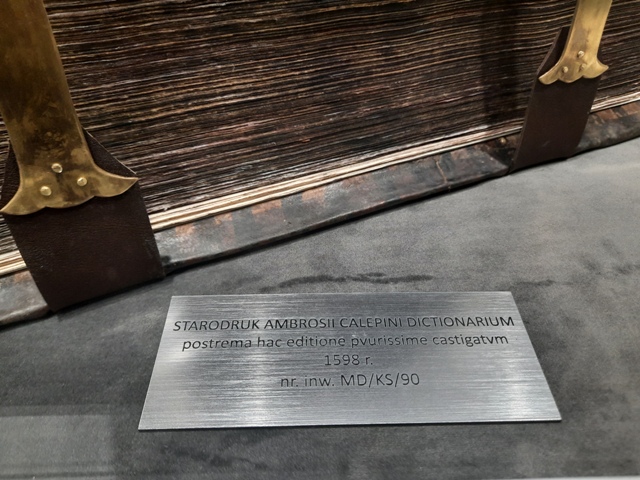 STARODRUK AMBROSII CALEPINI DICTIONARIUM
postrema hac editione pvurissime castigatvm
1598 r.
nr. inw. MD/KS/90